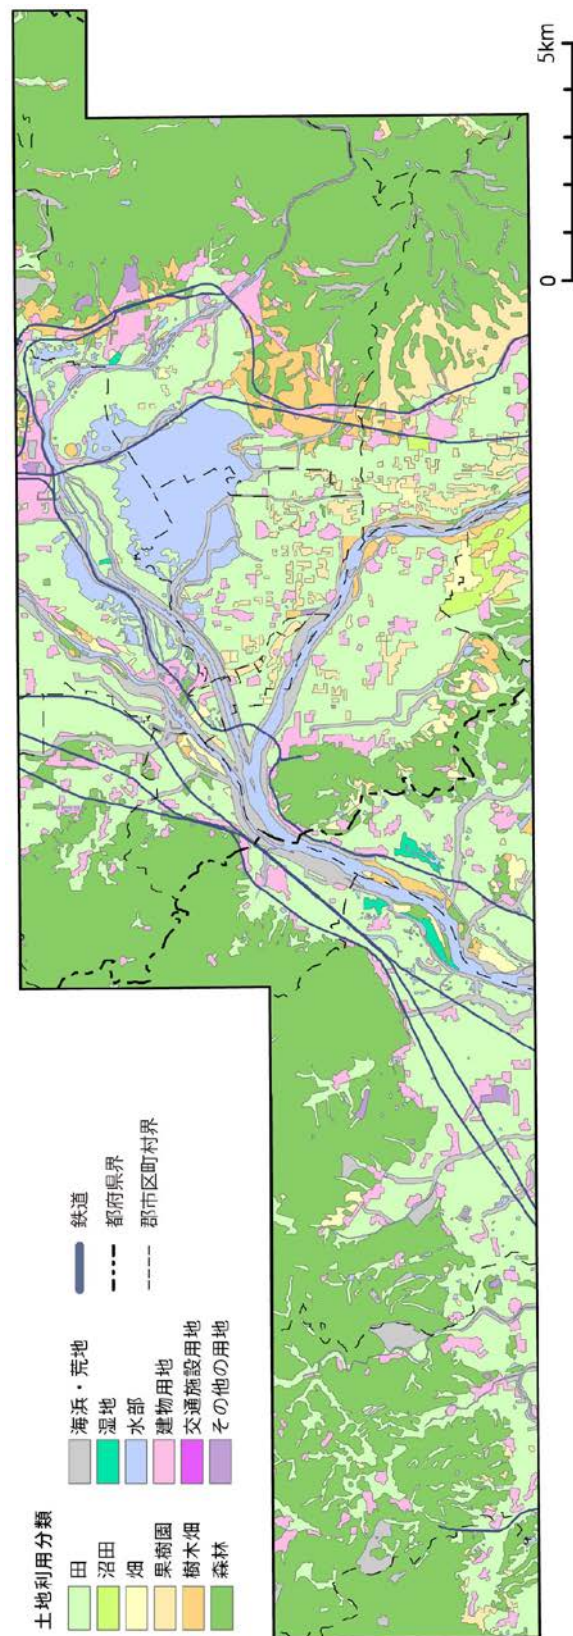 土地利用分類
田
沼田
畑
果樹園
樹木畑
森林
海浜・荒地
湿地
水部
建物用地
交通施設用地
その他の用地
鉄道
都府県界
郡市区町村界
0
5km